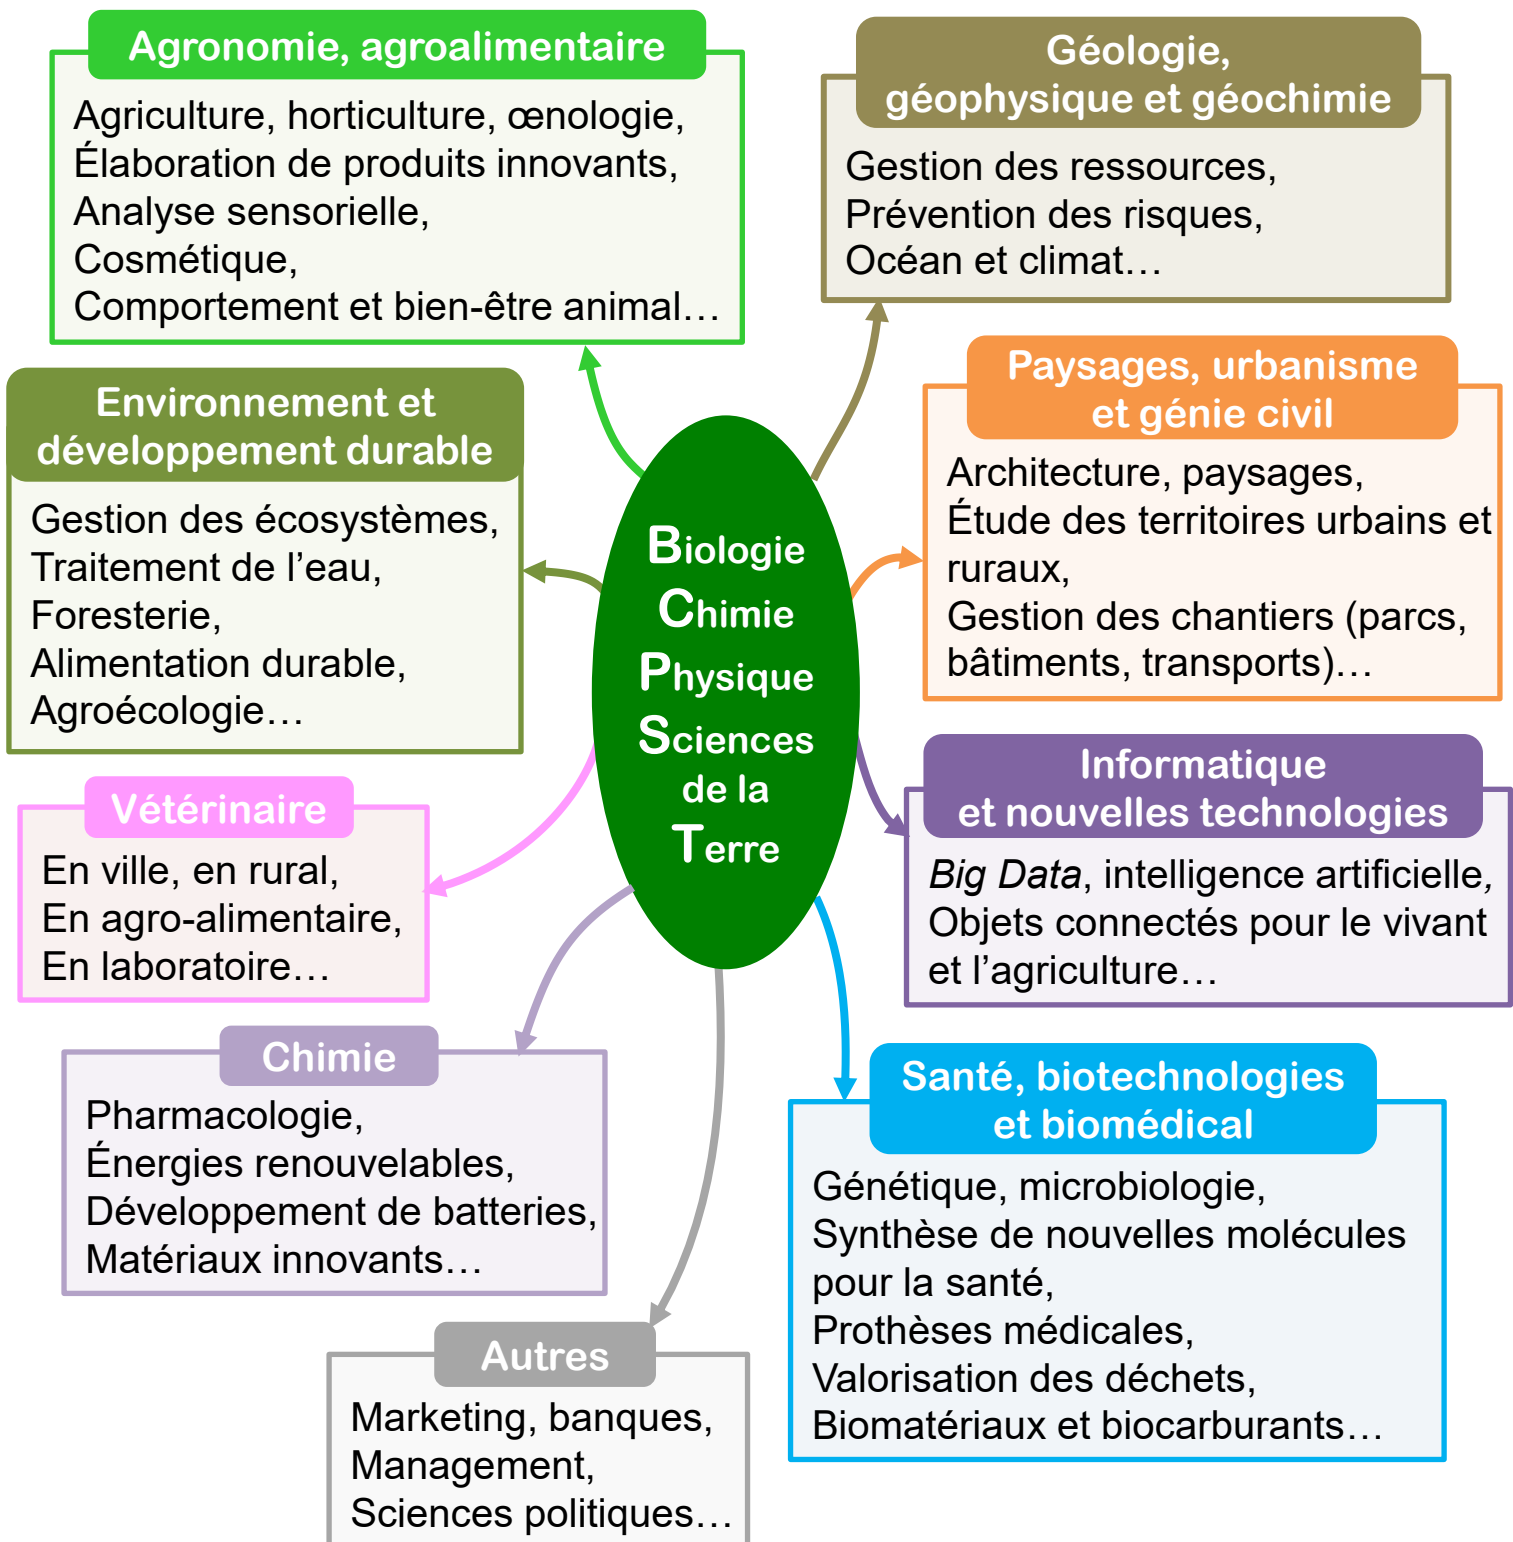 Agronomie, agroalimentaire
Agriculture, horticulture, œnologie,
Élaboration de produits innovants,
Analyse sensorielle,
Cosmétique,
Comportement et bien-être animal…
Géologie,
géophysique et géochimie
Gestion des ressources,
Prévention des risques,
Océan et climat…
Environnement et
développement durable
Gestion des écosystèmes,
Traitement de l’eau,
Foresterie,
Alimentation durable,
Agroécologie…
Paysages, urbanisme
et génie civil
Architecture, paysages,
Étude des territoires urbains et
ruraux,
Gestion des chantiers (parcs,
bâtiments, transports)…
Biologie
Chimie
Physique
Sciences
de la
Terre
Vétérinaire
En ville, en rural,
En agro-alimentaire,
En laboratoire…
Informatique
et nouvelles technologies
Big Data, intelligence artificielle,
Objets connectés pour le vivant
et l’agriculture…
Chimie
Pharmacologie,
Énergies renouvelables,
Développement de batteries,
Matériaux innovants…
Santé, biotechnologies
et biomédical
Génétique, microbiologie,
Synthèse de nouvelles molécules
pour la santé,
Prothèses médicales,
Valorisation des déchets,
Biomatériaux et biocarburants…
Autres
Marketing, banques,
Management,
Sciences politiques…